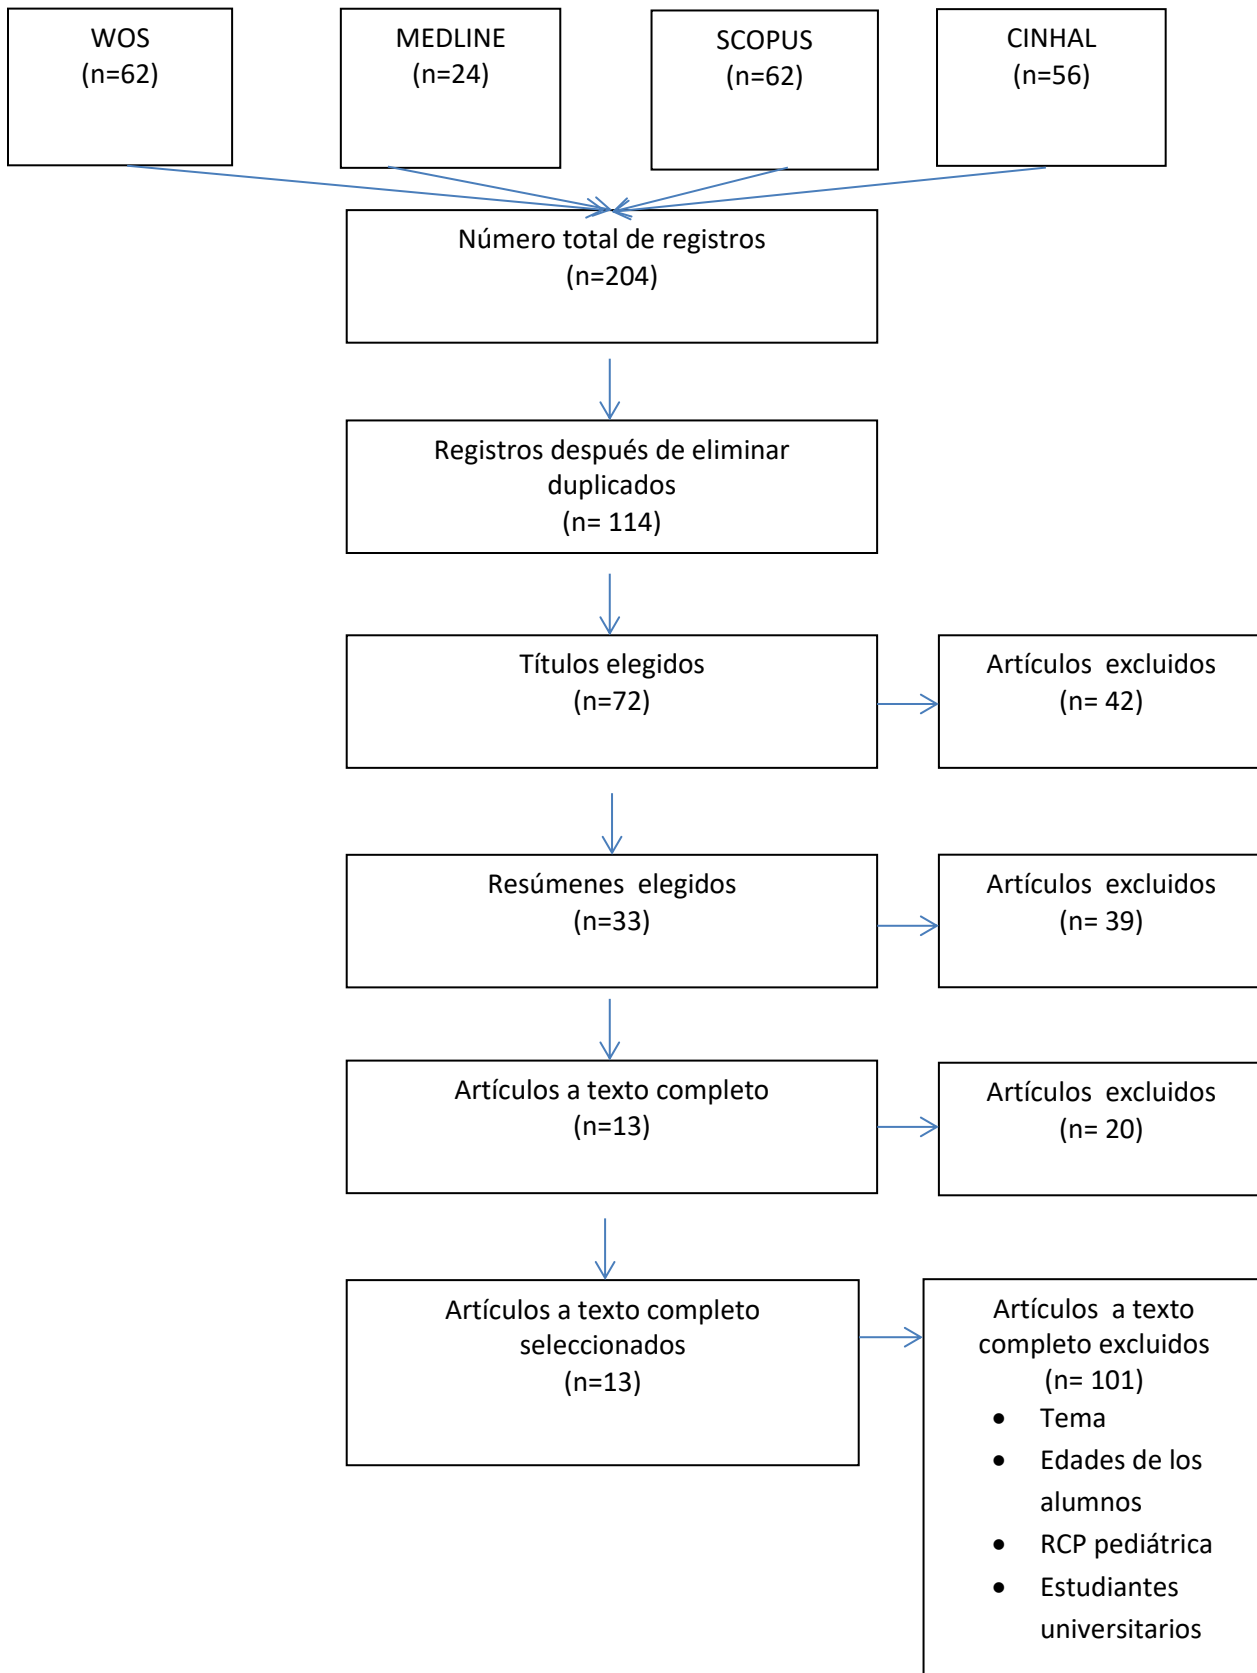 WOS
(n=62)
MEDLINE
(n=24)
SCOPUS
(n=62)
CINHAL
(n=56)
Número total de registros
(n=204)
Registros después de eliminar
duplicados
(n= 114)
Títulos elegidos
(n=72)
Artículos excluidos
(n= 42)
Resúmenes elegidos
(n=33)
Artículos excluidos
(n= 39)
Artículos a texto completo
(n=13)
Artículos excluidos
(n= 20)
Artículos a texto completo
seleccionados
(n=13)
Artículos a texto
completo excluidos
(n= 101)
• Tema
• Edades de los
alumnos
• RCP pediátrica
• Estudiantes
universitarios